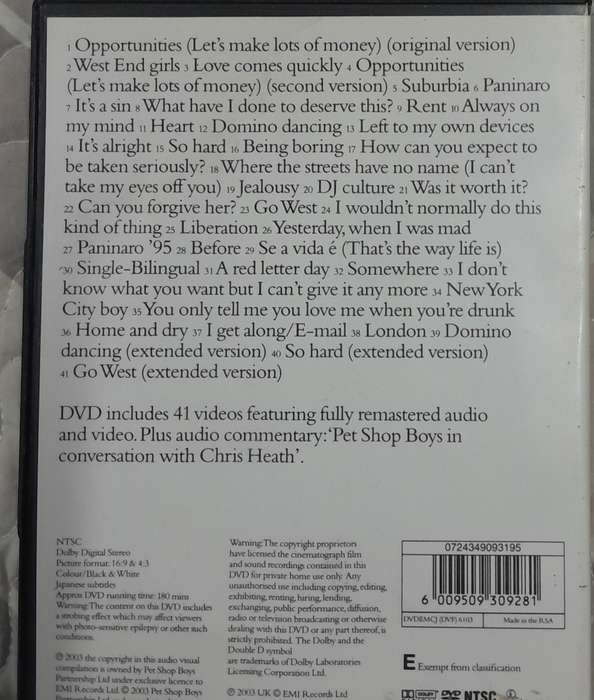 1 Opportunities (Let's make lots of money) (original version)
2 West End girls 3 Love comes quickly 4 Opportunities
(Let's make lots of money) (second version) 5 Suburbia 6 Paninaro
7 It's a sin 8 What have I done to deserve this? 9 Rent 10 Always on
my mind 11 Heart 12 Domino dancing 13 Left to my own devices
14 It's alright 15 So hard 16 Being boring 17 How can you expect to
be taken seriously? 18 Where the streets have no name (I can't
take my eyes off you) 19 Jealousy 20 DJ culture 21 Was it worth it?
22 Can you forgive her? 23 Go West 24 I wouldn't normally do this
kind of thing 25 Liberation 26 Yesterday, when I was mad
27 Paninaro '95 28 Before 29 Se a vida é (That's the way life is)
30 Single-Bilingual 31 A red letter day 32 Somewhere 33 I don't
know what you want but I can't give it any more 34 New York
City boy 35 You only tell me you love me when you're drunk
36 Home and dry 37 I get along/E-mail 38 London 39 Domino
dancing (extended version) 40 So hard (extended version)
41 Go West (extended version)
DVD includes 41 videos featuring fully remastered audio
and video. Plus audio commentary: 'Pet Shop Boys in
conversation with Chris Heath'.
NTSC
Dolby Digital Stereo
Picture format: 16:9 & 4:3
Colour/Black & White
Japanese subtitles
Approx DVD running time: 180 mins
Warning: The content on this DVD includes
a strobing effect which may affect viewers
with photo-sensitive epilepsy or other such
conditions.
℗ 2003 the copyright in this audio visual
compilation is owned by Pet Shop Boys
Partnership Ltd under exclusive licence to
EMI Records Ltd. © 2003 Pet Shop Boys
Warning: The copyright proprietors
have licensed the cinematograph film
and sound recordings contained in this
DVD for private home use only. Any
unauthorised use including copying, editing,
exhibiting, renting, hiring, lending,
exchanging, public performance, diffusion,
radio or television broadcasting or otherwise
dealing with this DVD or any part thereof, is
strictly prohibited. The Dolby and the
Double D symbol
are trademarks of Dolby Laboratories
Licensing Corporation Ltd.
℗ 2003 UK © EMI Records Ltd
0724349093195
6 009509 309281
DVDEMCJ (DVF) 6103
Made in the RSA
E Exempt from classification
DOLBY DVD NTSC